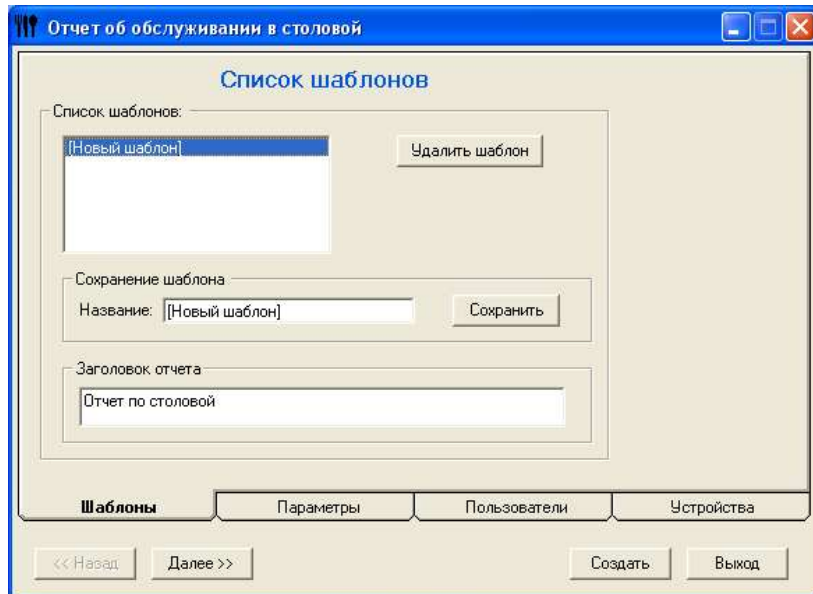 Отчет об обслуживании в столовой
Список шаблонов
Список шаблонов:
[Новый шаблон]
Удалить шаблон
Сохранение шаблона
Название: [Новый шаблон] Сохранить
Заголовок отчета
Отчет по столовой
Шаблоны Параметры Пользователи Устройства
<< Назад Далее >> Создать Выход